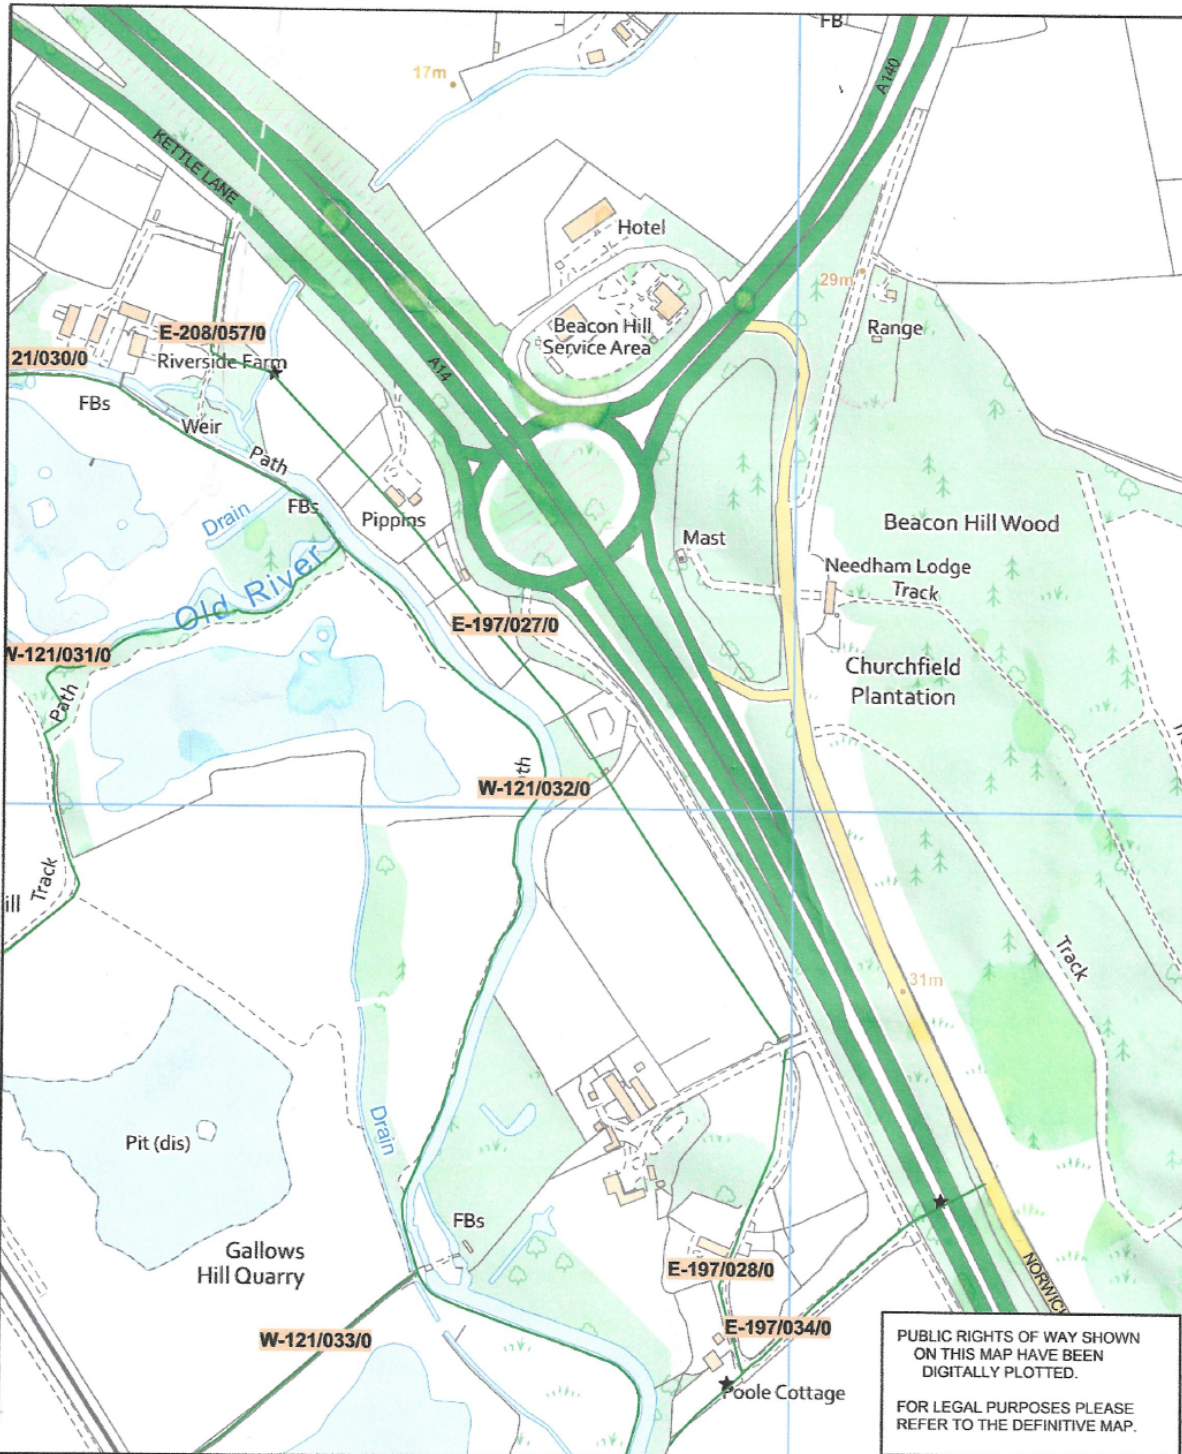 FB
17m
A140
KETTLE LANE
Hotel
29m
E-208/057/0
Beacon Hill
Service Area
Range
21/030/0
Riverside Farm
A14
FBs
Weir
Path
Drain
FBs
Pippins
Mast
Beacon Hill Wood
Needham Lodge
Track
Old River
E-197/027/0
W-121/031/0
Churchfield
Plantation
Path
W-121/032/0
Track
Track
31m
Drain
Pit (dis)
FBs
Gallows
Hill Quarry
E-197/028/0
NORWICH
W-121/033/0
E-197/034/0
Poole Cottage
PUBLIC RIGHTS OF WAY SHOWN
ON THIS MAP HAVE BEEN
DIGITALLY PLOTTED.
FOR LEGAL PURPOSES PLEASE
REFER TO THE DEFINITIVE MAP.